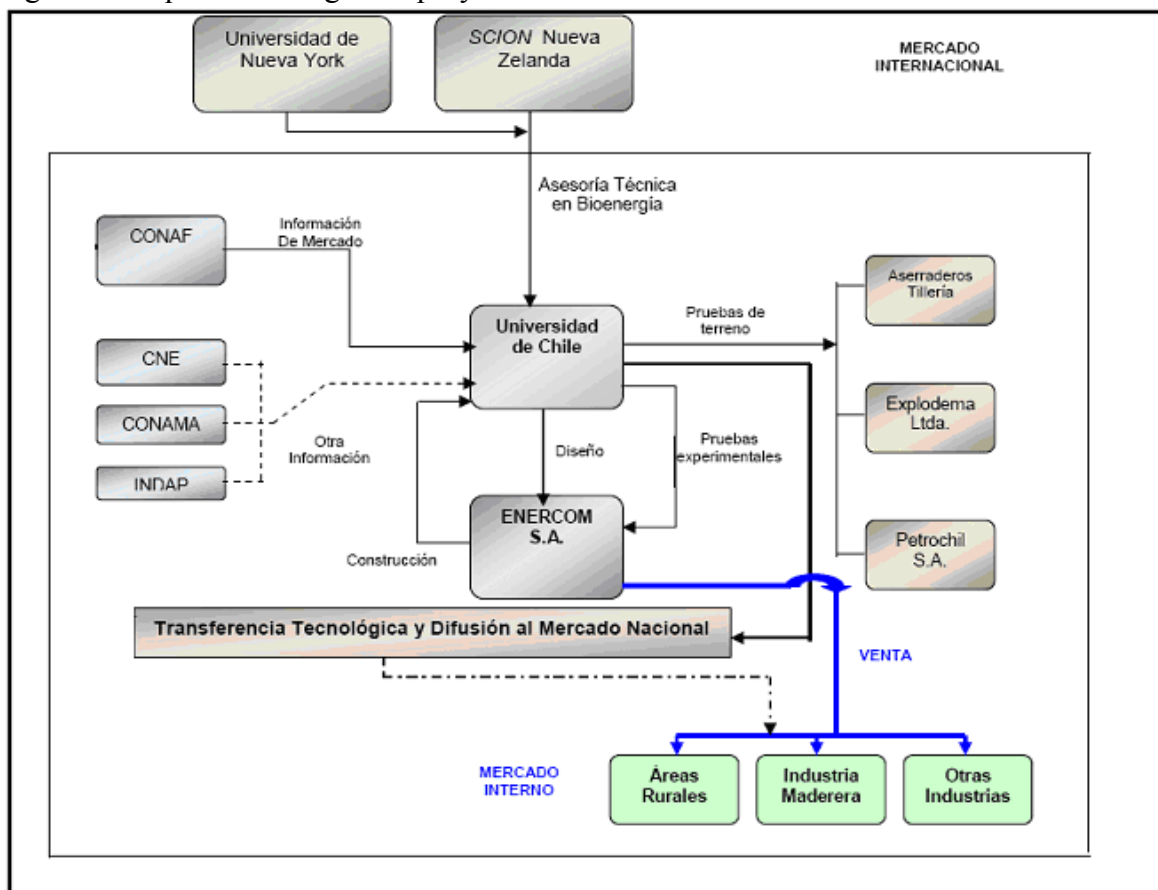 Universidad de
Nueva York
SCION Nueva
Zelanda
MERCADO
INTERNACIONAL
Asesoría Técnica
en Bioenergía
CONAF
Información
De Mercado
Aserraderos
Tillería
Universidad
de Chile
Pruebas de
terreno
CNE
CONAMA
INDAP
Otra
Información
Diseño
Pruebas
experimentales
Explodema
Ltda.
ENERCOM
S.A.
Construcción
Petrochil
S.A.
Transferencia Tecnológica y Difusión al Mercado Nacional
VENTA
MERCADO
INTERNO
Áreas
Rurales
Industria
Maderera
Otras
Industrias